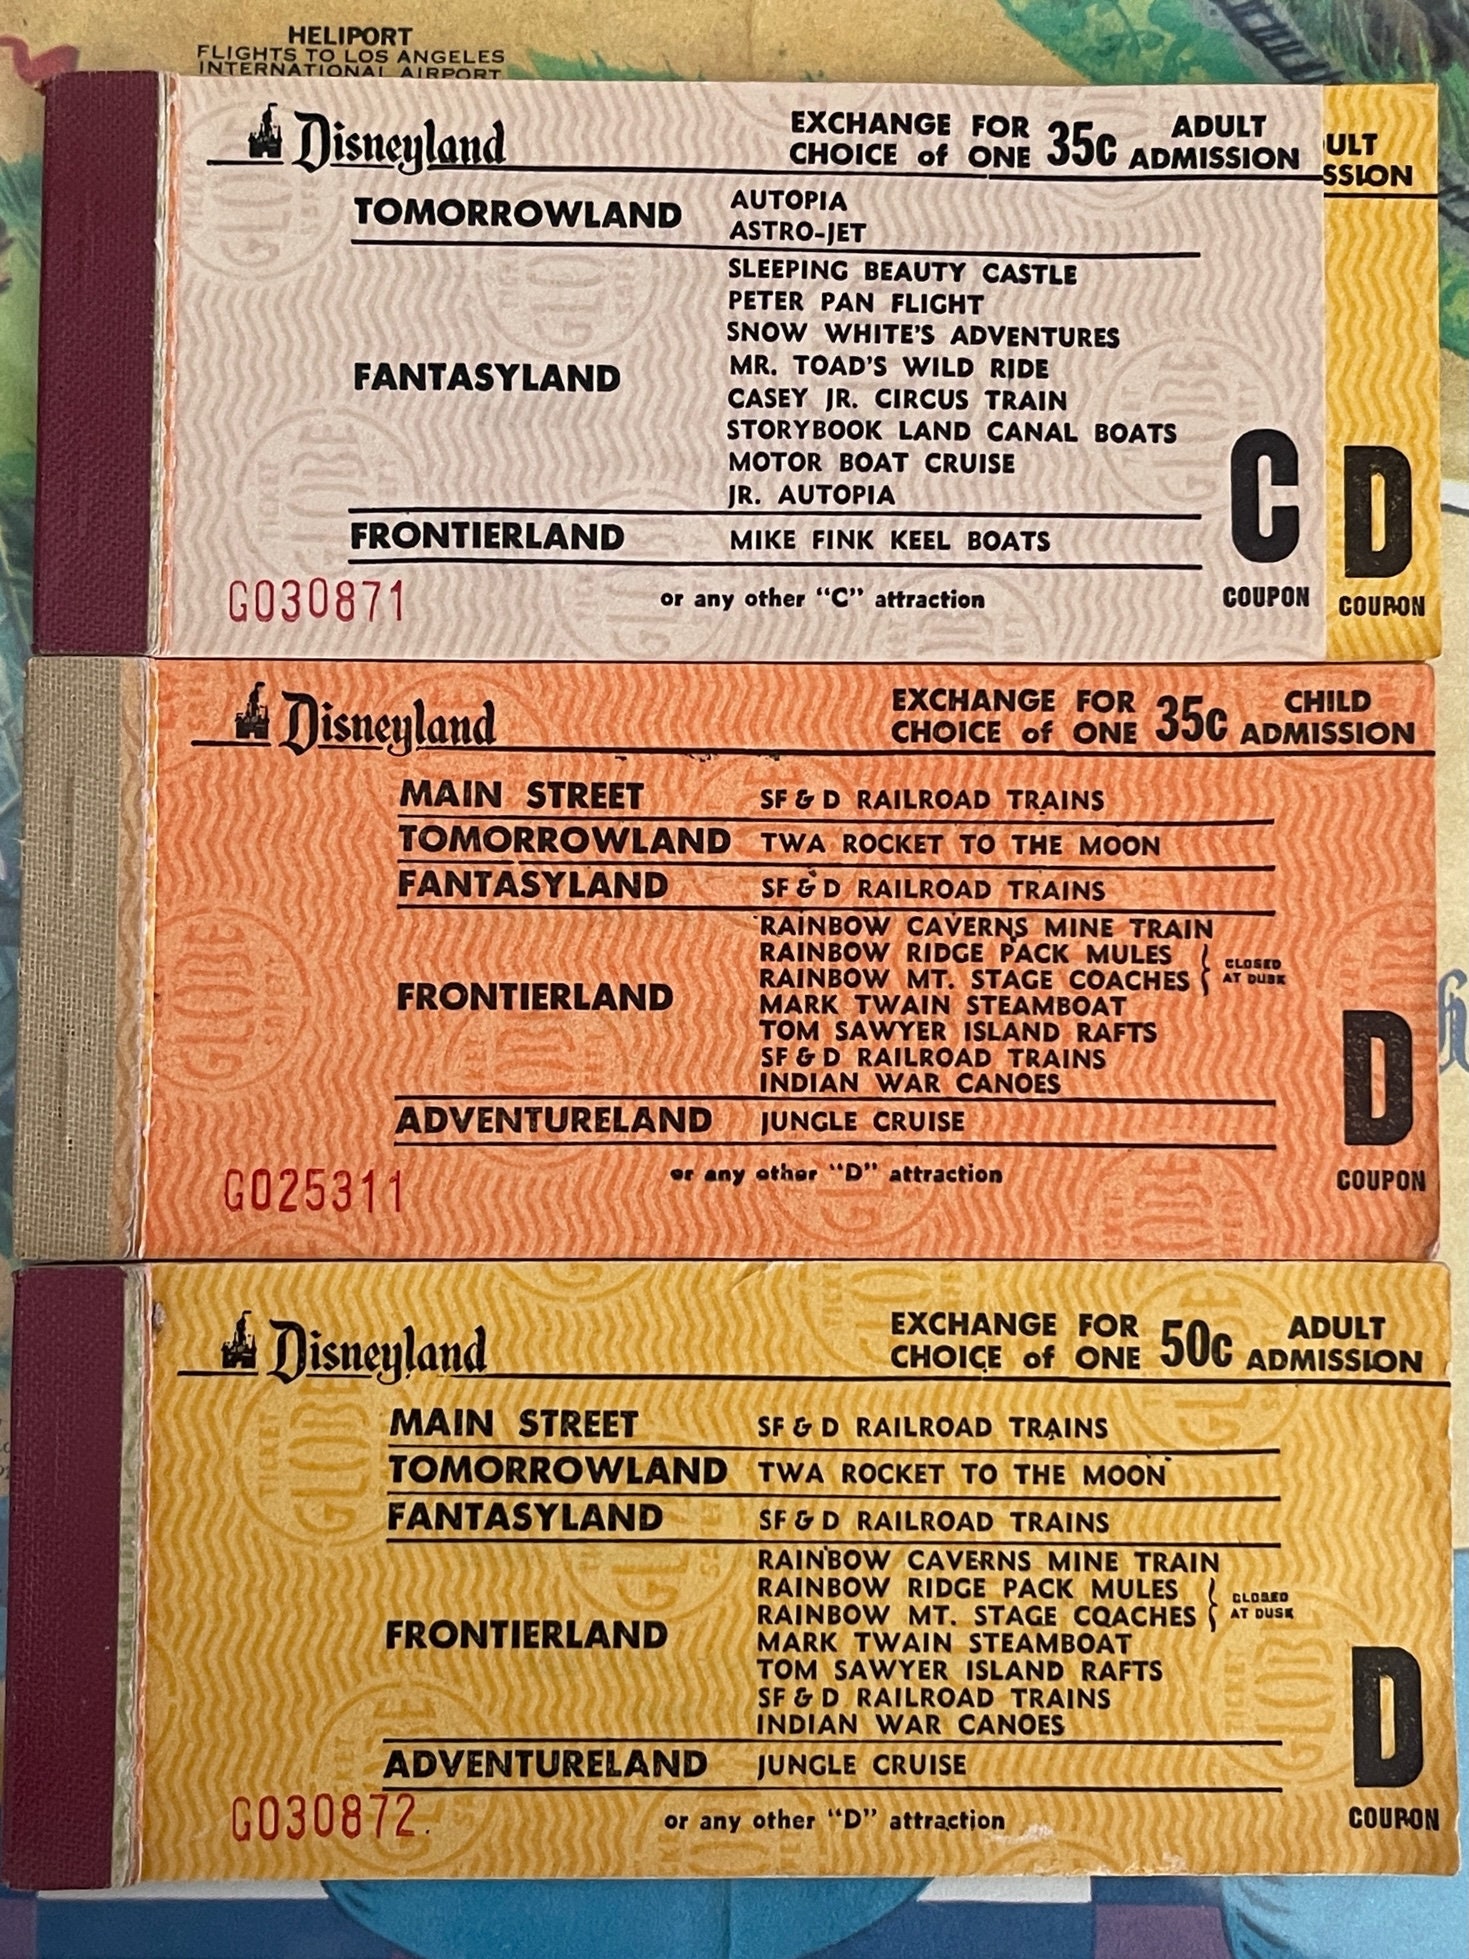 HELIPORT
FLIGHTS TO LOS ANGELES
INTERNATIONAL AIRPORT
Disneyland
EXCHANGE FOR
CHOICE of ONE
35c
ADULT
ADMISSION
TOMORROWLAND
AUTOPIA
ASTRO-JET
FANTASYLAND
SLEEPING BEAUTY CASTLE
PETER PAN FLIGHT
SNOW WHITE'S ADVENTURES
MR. TOAD'S WILD RIDE
CASEY JR. CIRCUS TRAIN
STORYBOOK LAND CANAL BOATS
MOTOR BOAT CRUISE
JR. AUTOPIA
FRONTIERLAND
MIKE FINK KEEL BOATS
or any other "C" attraction
G030871
C
COUPON
ULT
SSION
D
COUPON
Disneyland
EXCHANGE FOR
CHOICE of ONE
35c
CHILD
ADMISSION
MAIN STREET
SF & D RAILROAD TRAINS
TOMORROWLAND
TWA ROCKET TO THE MOON
FANTASYLAND
SF & D RAILROAD TRAINS
FRONTIERLAND
RAINBOW CAVERNS MINE TRAIN
RAINBOW RIDGE PACK MULES
RAINBOW MT. STAGE COACHES
CLOSED
AT DUSK
MARK TWAIN STEAMBOAT
TOM SAWYER ISLAND RAFTS
SF & D RAILROAD TRAINS
INDIAN WAR CANOES
ADVENTURELAND
JUNGLE CRUISE
or any other "D" attraction
G025311
D
COUPON
Disneyland
EXCHANGE FOR
CHOICE of ONE
50c
ADULT
ADMISSION
MAIN STREET
SF & D RAILROAD TRAINS
TOMORROWLAND
TWA ROCKET TO THE MOON
FANTASYLAND
SF & D RAILROAD TRAINS
FRONTIERLAND
RAINBOW CAVERNS MINE TRAIN
RAINBOW RIDGE PACK MULES
RAINBOW MT. STAGE COACHES
CLOSED
AT DUSK
MARK TWAIN STEAMBOAT
TOM SAWYER ISLAND RAFTS
SF & D RAILROAD TRAINS
INDIAN WAR CANOES
ADVENTURELAND
JUNGLE CRUISE
or any other "D" attraction
G030872.
D
COUPON